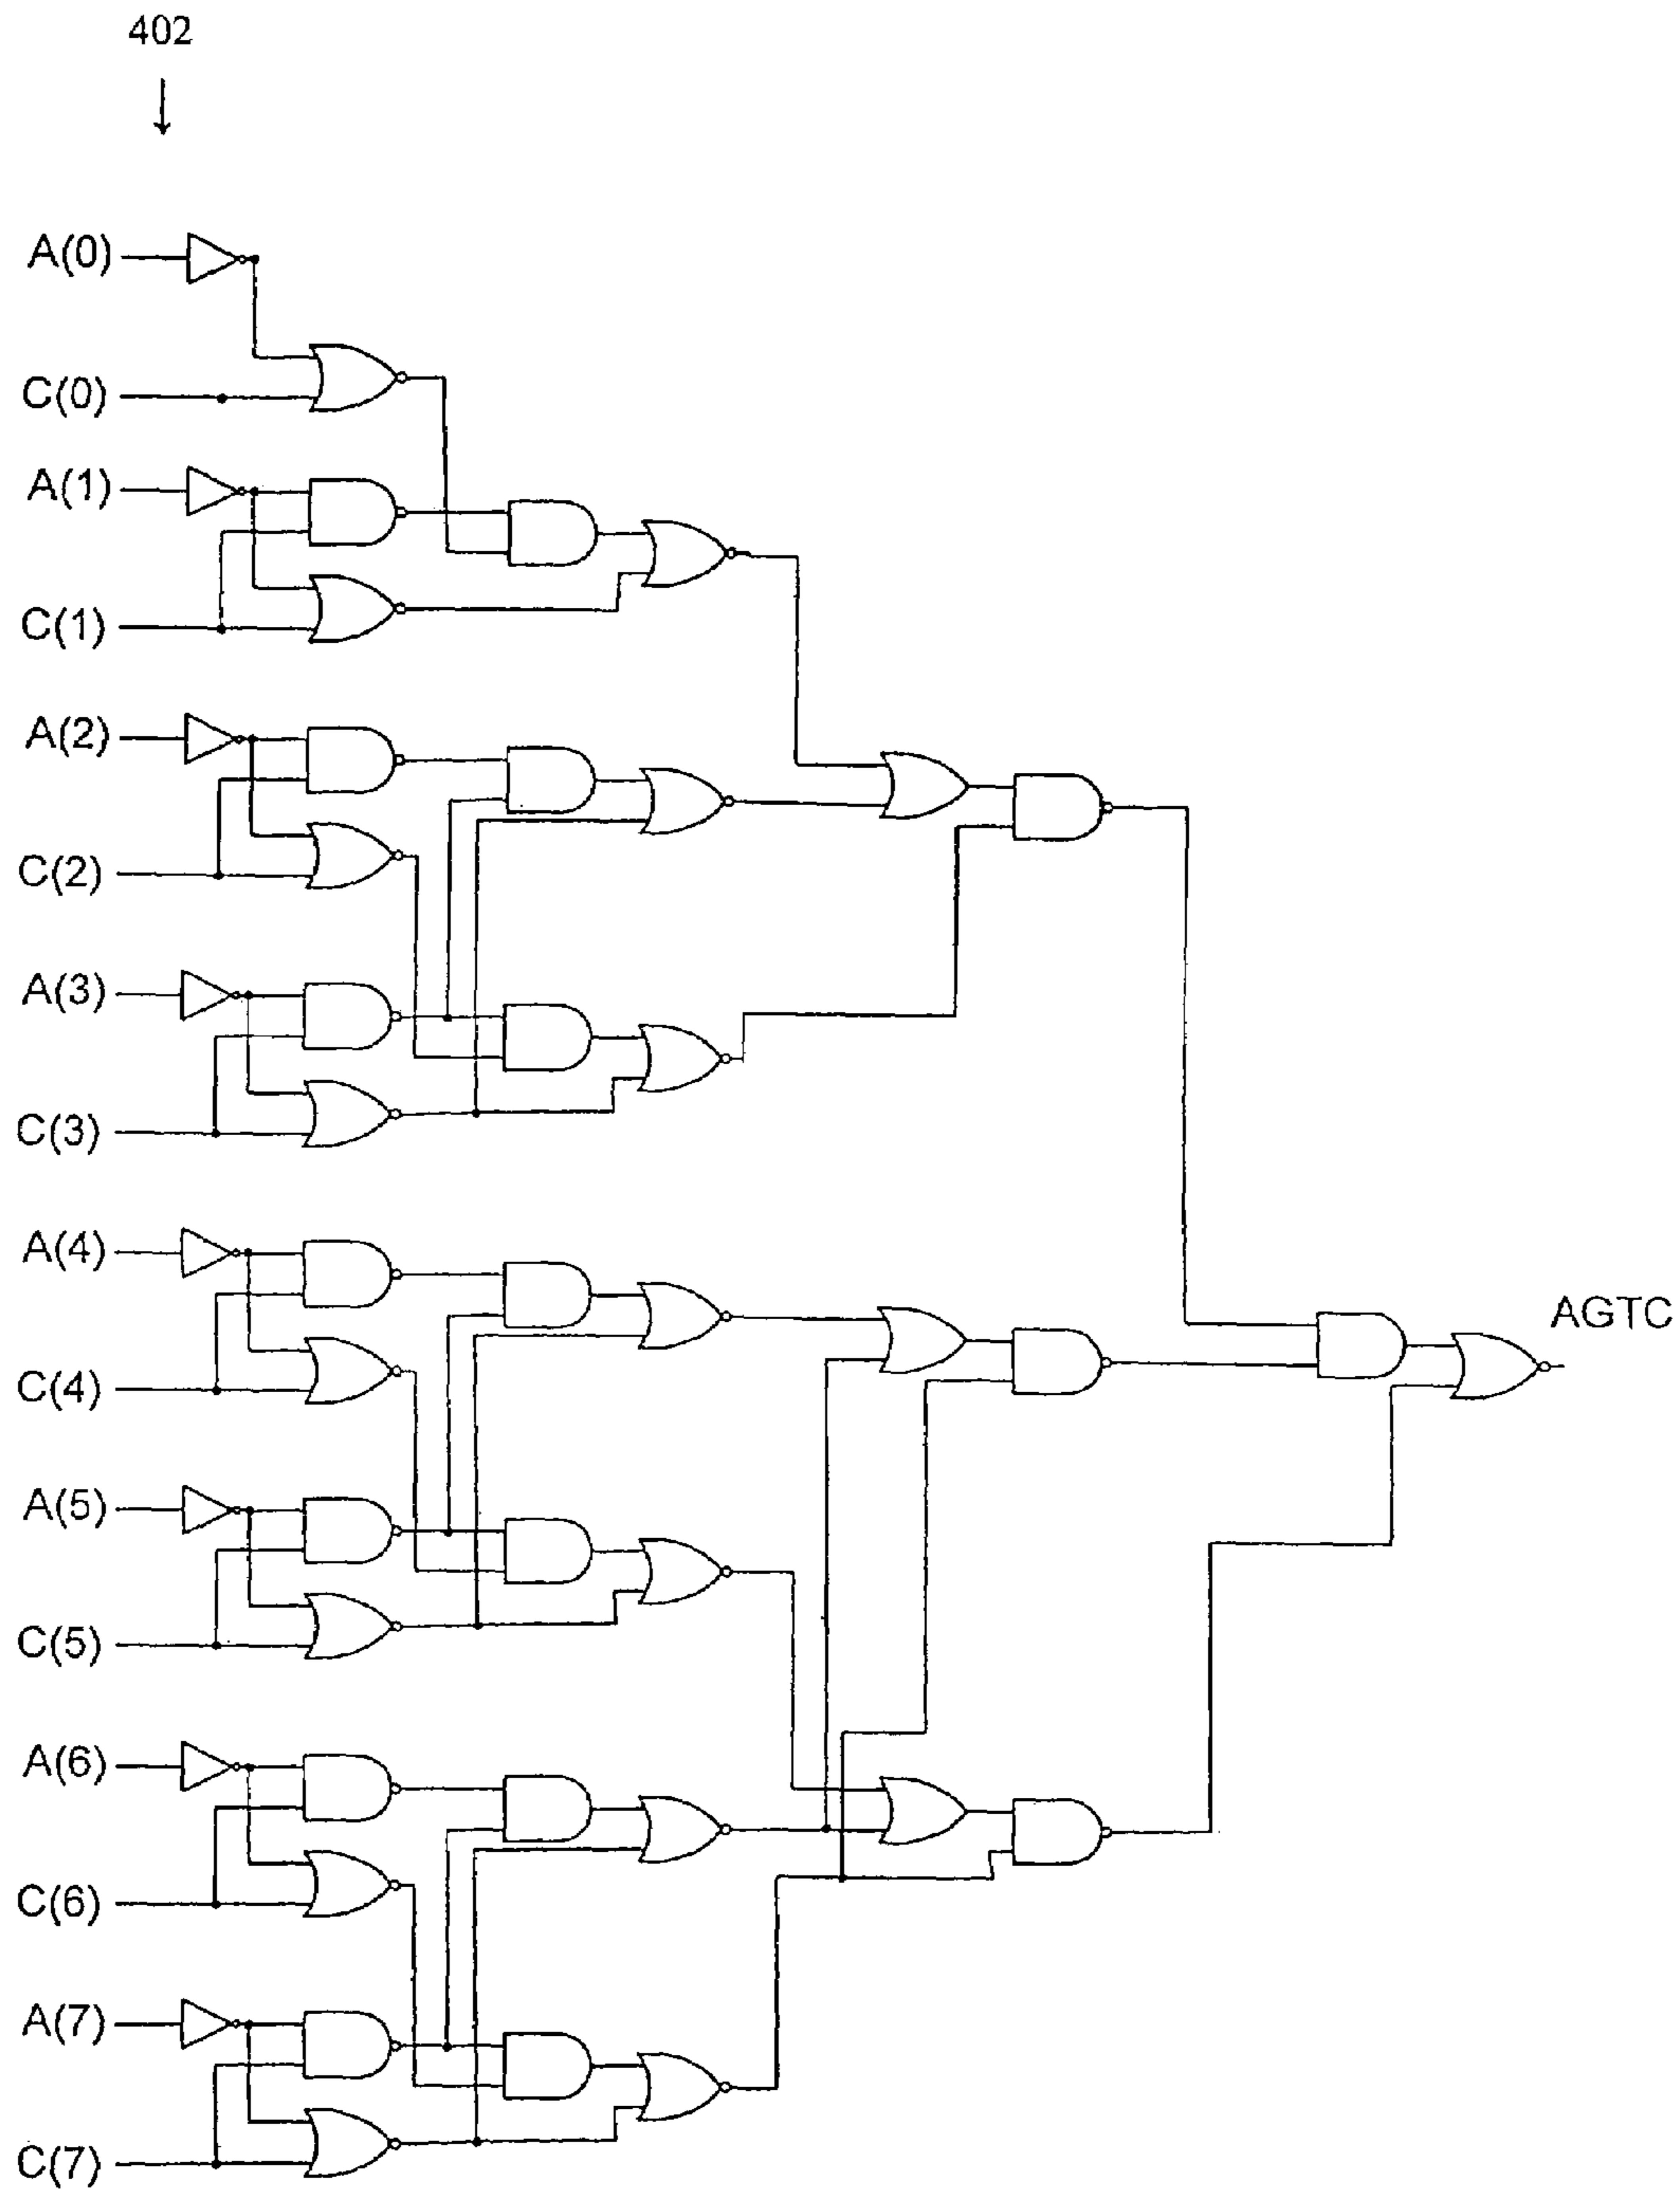 402
A(0)
C(0)
A(1)
C(1)
A(2)
C(2)
A(3)
C(3)
A(4)
AGTC
C(4)
A(5)
C(5)
A(6)
C(6)
A(7)
C(7)